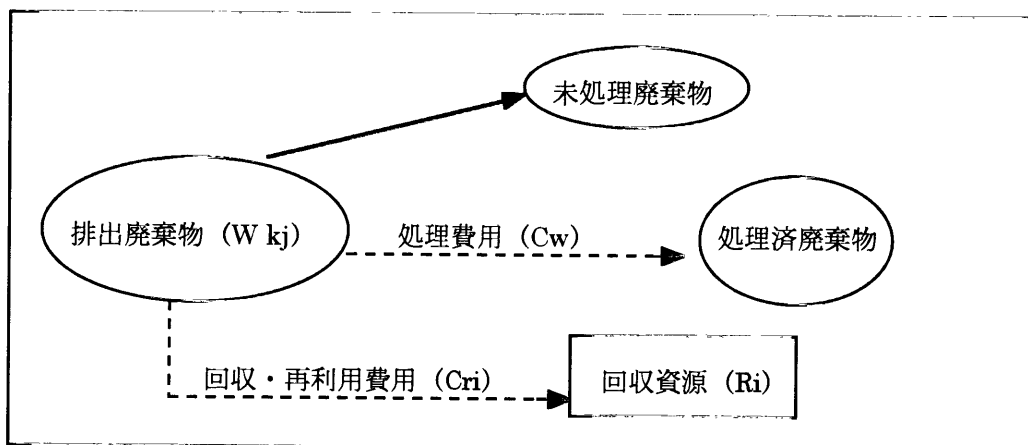 未処理廃棄物
排出廃棄物（W kj）
処理費用（Cw）
処理済廃棄物
回収・再利用費用（Cri）
回収資源（Ri）